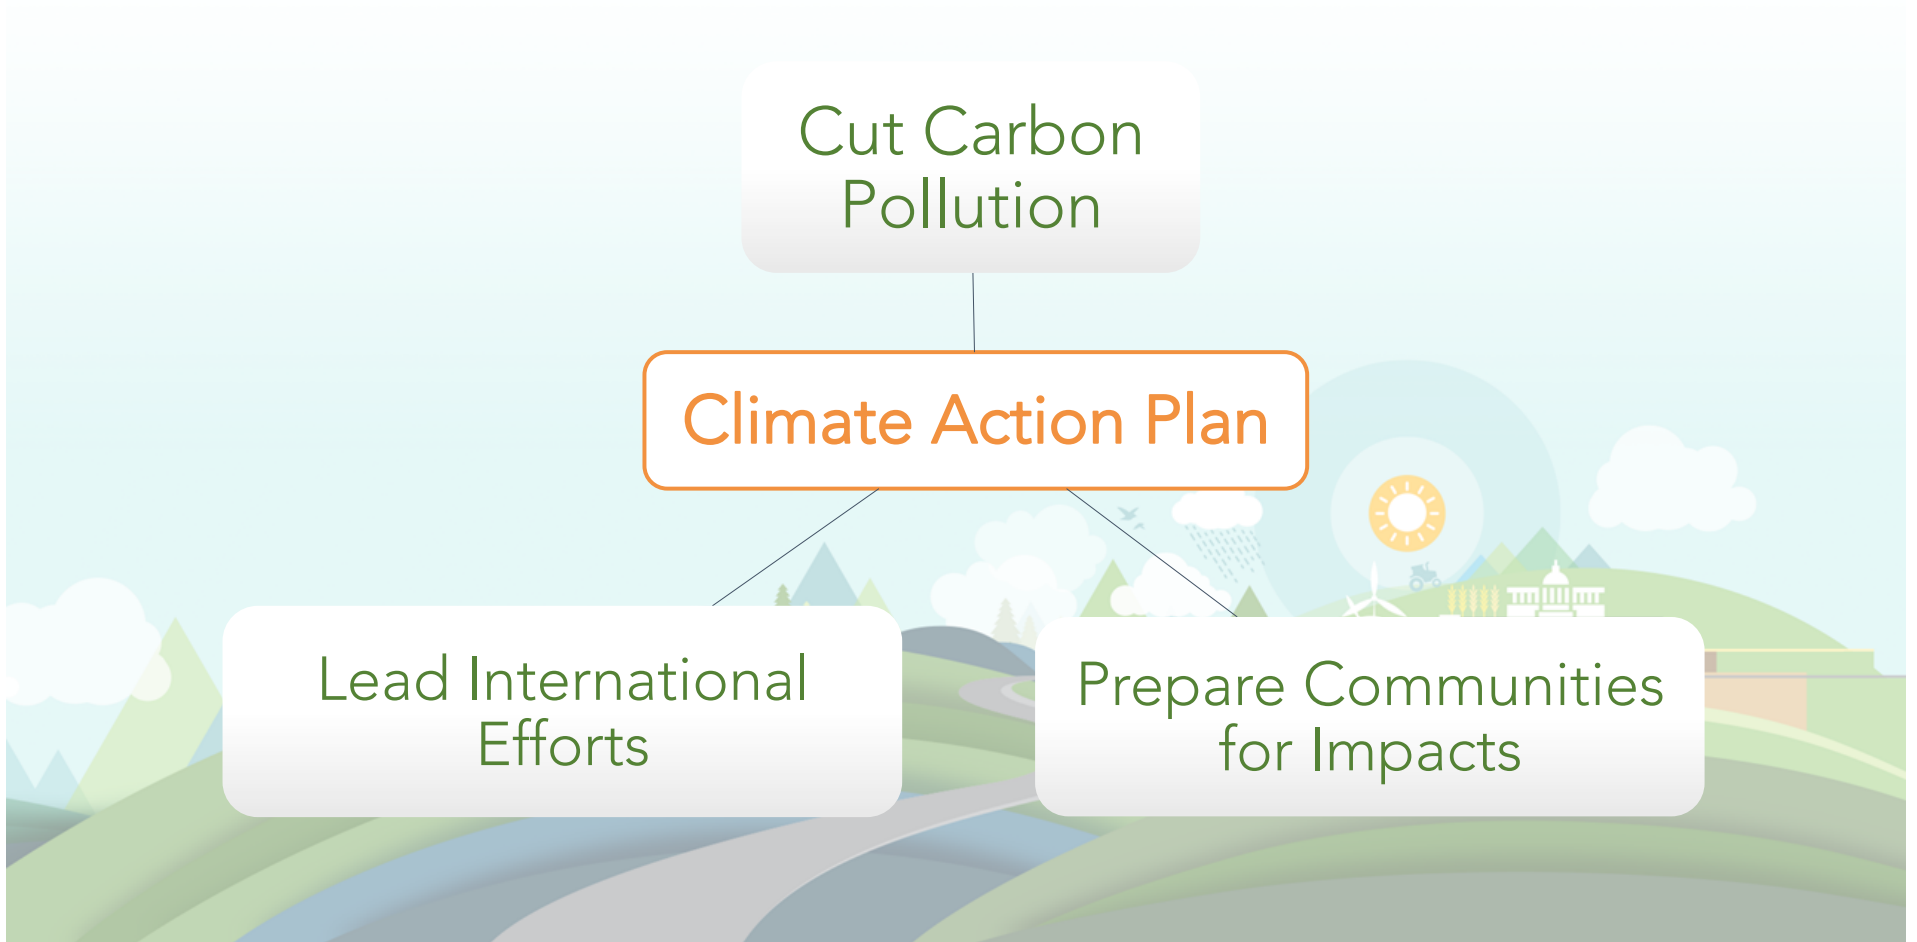 Cut Carbon
Pollution
Climate Action Plan
Lead International
Efforts
Prepare Communities
for Impacts